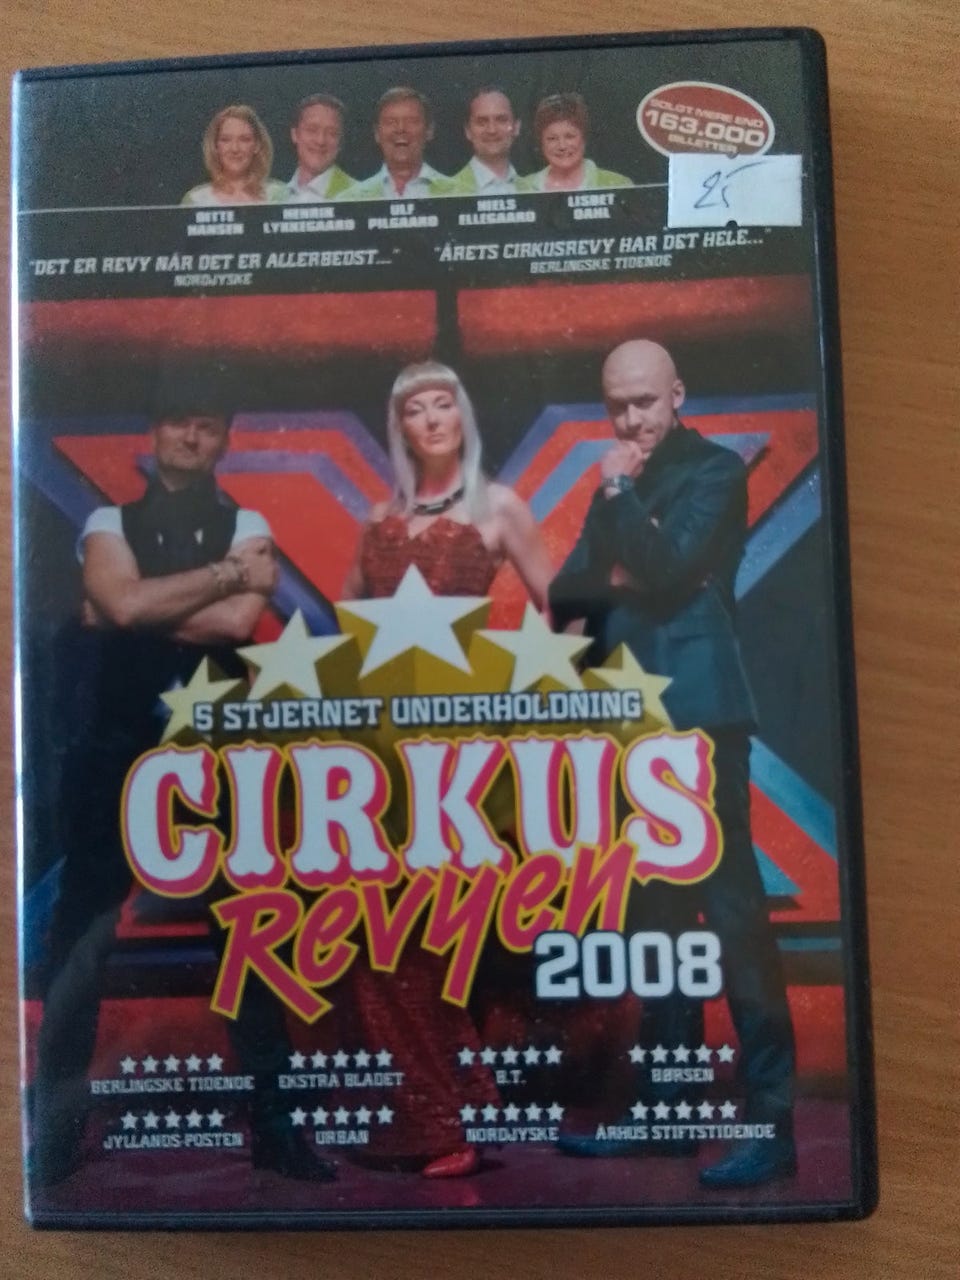 SOLGT MERE END
163.000
BILLETTER
25
DITTE HANSEN
HENRIK LYKKEGAARD
ULF PILGAARD
NIELS ELLEGAARD
LISBET DAHL
"DET ER REVY NÅR DET ER ALLERBEDST...."
NORDJYSKE
"ÅRETS CIRKUSREVY HAR DET HELE..."
BERLINGSKE TIDENDE
5 STJERNET UNDERHOLDNING
CIRKUS
Revyen
2008
BERLINGSKE TIDENDE
EKSTRA BLADET
B.T.
BØRSEN
JYLLANDS-POSTEN
URBAN
NORDJYSKE
ÅRHUS STIFTSTIDENDE